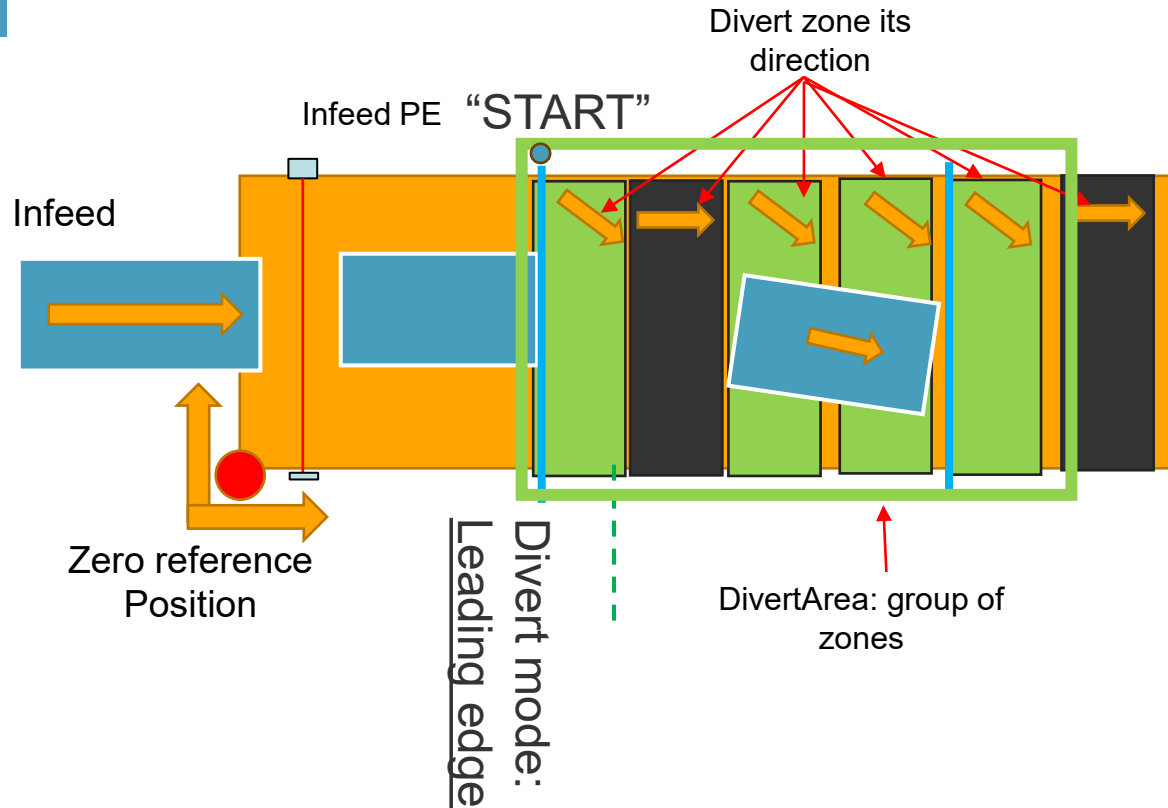 Divert zone its
direction
Infeed PE “START”
Infeed
Zero reference
Position
Divert mode:
Leading edge
DivertArea: group of
zones